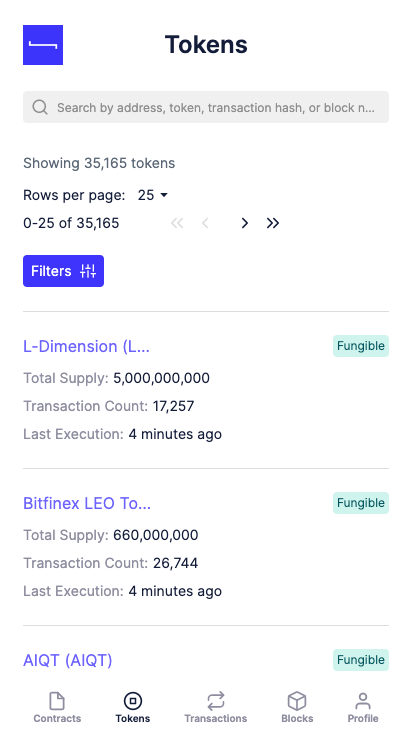 Tokens
Search by address, token, transaction hash, or block n...
Showing 35,165 tokens
Rows per page: 25
0-25 of 35,165
Filters
L-Dimension (L... Fungible
Total Supply: 5,000,000,000
Transaction Count: 17,257
Last Execution: 4 minutes ago
Bitfinex LEO To... Fungible
Total Supply: 660,000,000
Transaction Count: 26,744
Last Execution: 4 minutes ago
AIQT (AIQT) Fungible
Contracts Tokens Transactions Blocks Profile